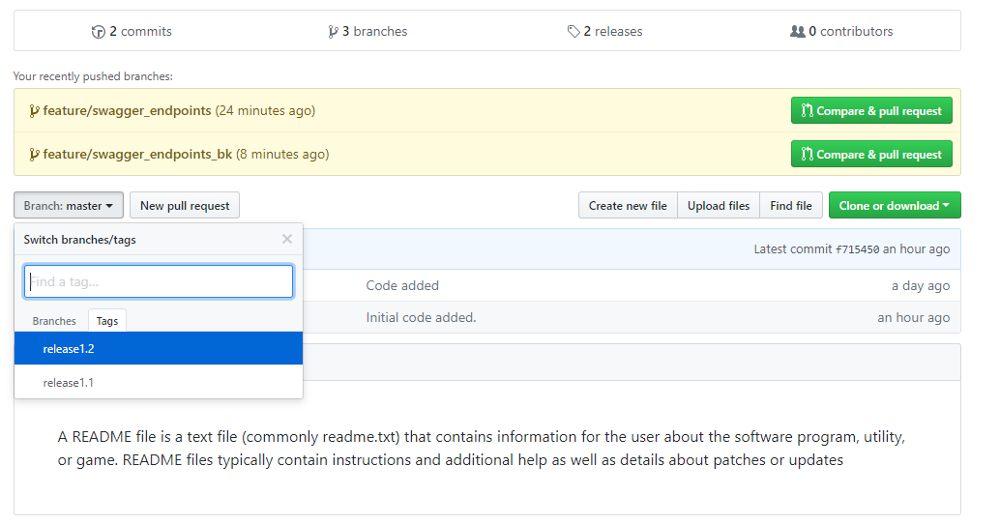 2 commits 3 branches 2 releases 0 contributors
Your recently pushed branches:
feature/swagger_endpoints (24 minutes ago) Compare & pull request
feature/swagger_endpoints_bk (8 minutes ago) Compare & pull request
Branch: master New pull request Create new file Upload files Find file Clone or download
Switch branches/tags
Latest commit f715450 an hour ago
Find a tag...
Code added a day ago
Branches Tags
Initial code added. an hour ago
release1.2
release1.1
A README file is a text file (commonly readme.txt) that contains information for the user about the software program, utility,
or game. README files typically contain instructions and additional help as well as details about patches or updates